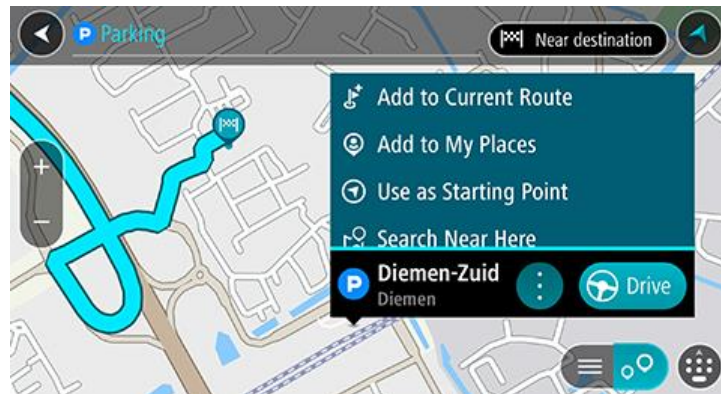 P Parking
Near destination
Add to Current Route
Add to My Places
Use as Starting Point
Search Near Here
P Diemen-Zuid
Diemen
Drive